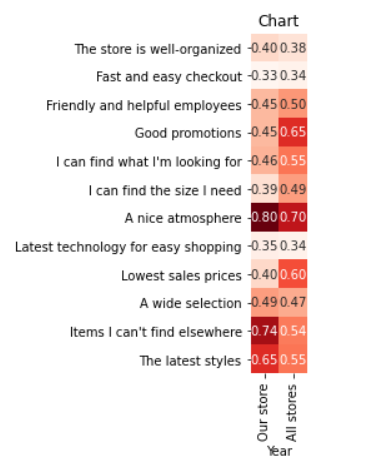 Chart
The store is well-organized 0.40 0.38
Fast and easy checkout 0.33 0.34
Friendly and helpful employees 0.45 0.50
Good promotions 0.45 0.65
I can find what I'm looking for 0.46 0.55
I can find the size I need 0.39 0.49
A nice atmosphere 0.80 0.70
Latest technology for easy shopping 0.35 0.34
Lowest sales prices 0.40 0.60
A wide selection 0.49 0.47
Items I can't find elsewhere 0.74 0.54
The latest styles 0.65 0.55
Our store
All stores
Year